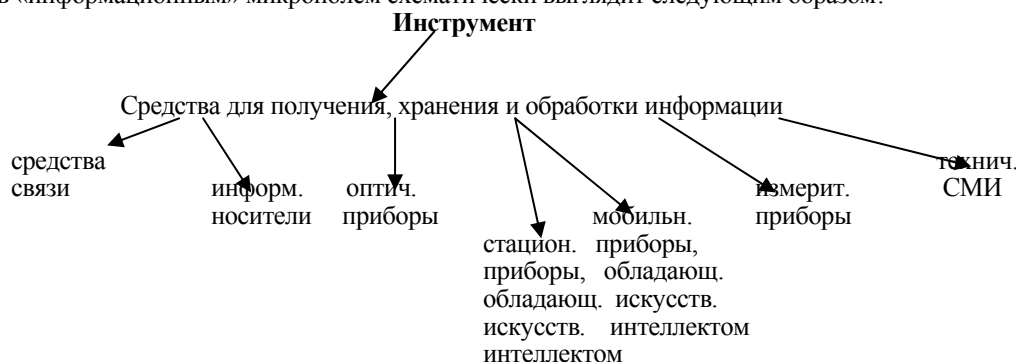 «информационным» микрополем схематически выглядит следующим образом:
Инструмент
Средства для получения, хранения и обработки информации
средства
связи
информ.
носители
оптич.
приборы
стацион.
приборы,
обладающ.
искусств.
интеллектом
мобильн.
приборы,
обладающ.
искусств.
интеллектом
измерит.
приборы
технич.
СМИ